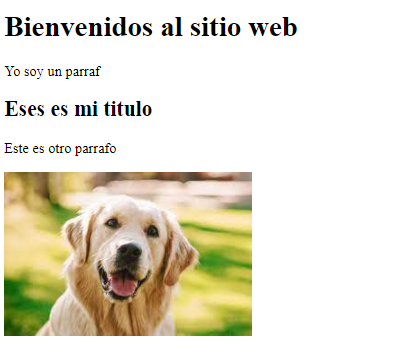 Bienvenidos al sitio web
Yo soy un parraf
Eses es mi titulo
Este es otro parrafo